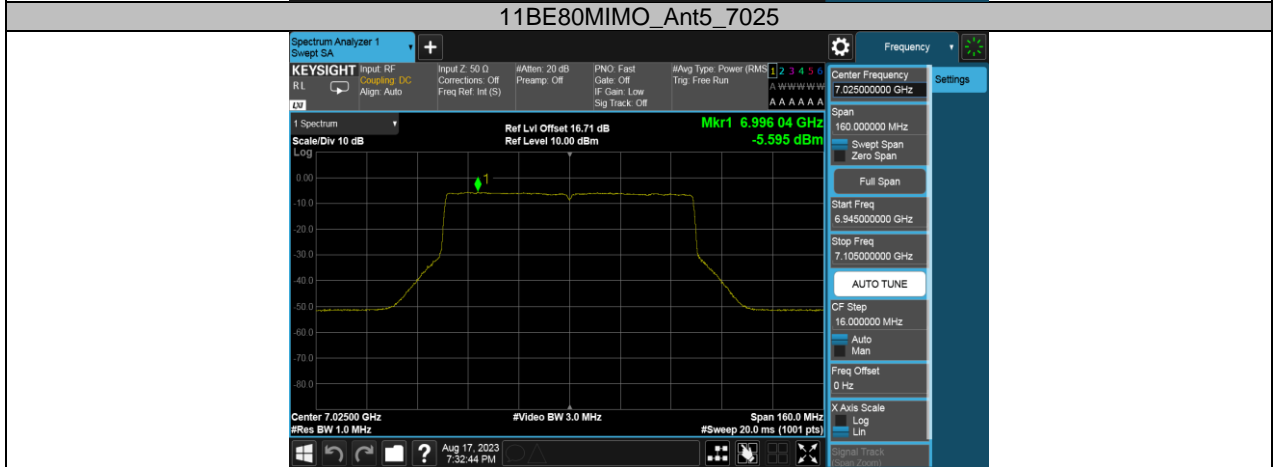 11BE80MIMO_Ant5_7025
Spectrum Analyzer 1
Swept SA
+
Frequency
KEYSIGHT
RL
LXI
Input: RF
Coupling: DC
Align: Auto
Input Z: 50 Ω
Corrections: Off
Freq Ref: Int (S)
#Atten: 20 dB
Preamp: Off
PNO: Fast
Gate: Off
IF Gain: Low
Sig Track: Off
#Avg Type: Power (RMS
Trig: Free Run
1 2 3 4 5 6
A W W W W W
A A A A A A
Center Frequency
7.025000000 GHz
Settings
Span
160.000000 MHz
Swept Span
Zero Span
Full Span
Start Freq
6.945000000 GHz
Stop Freq
7.105000000 GHz
AUTO TUNE
CF Step
16.000000 MHz
Auto
Man
Freq Offset
0 Hz
X Axis Scale
Log
Lin
Signal Track
(Span Zoom)
1 Spectrum
Scale/Div 10 dB
Log
Ref Lvl Offset 16.71 dB
Ref Level 10.00 dBm
Mkr1 6.996 04 GHz
-5.595 dBm
1
0.00
-10.0
-20.0
-30.0
-40.0
-50.0
-60.0
-70.0
-80.0
Center 7.02500 GHz
#Res BW 1.0 MHz
#Video BW 3.0 MHz
Span 160.0 MHz
#Sweep 20.0 ms (1001 pts)
?
Aug 17, 2023
7:32:44 PM